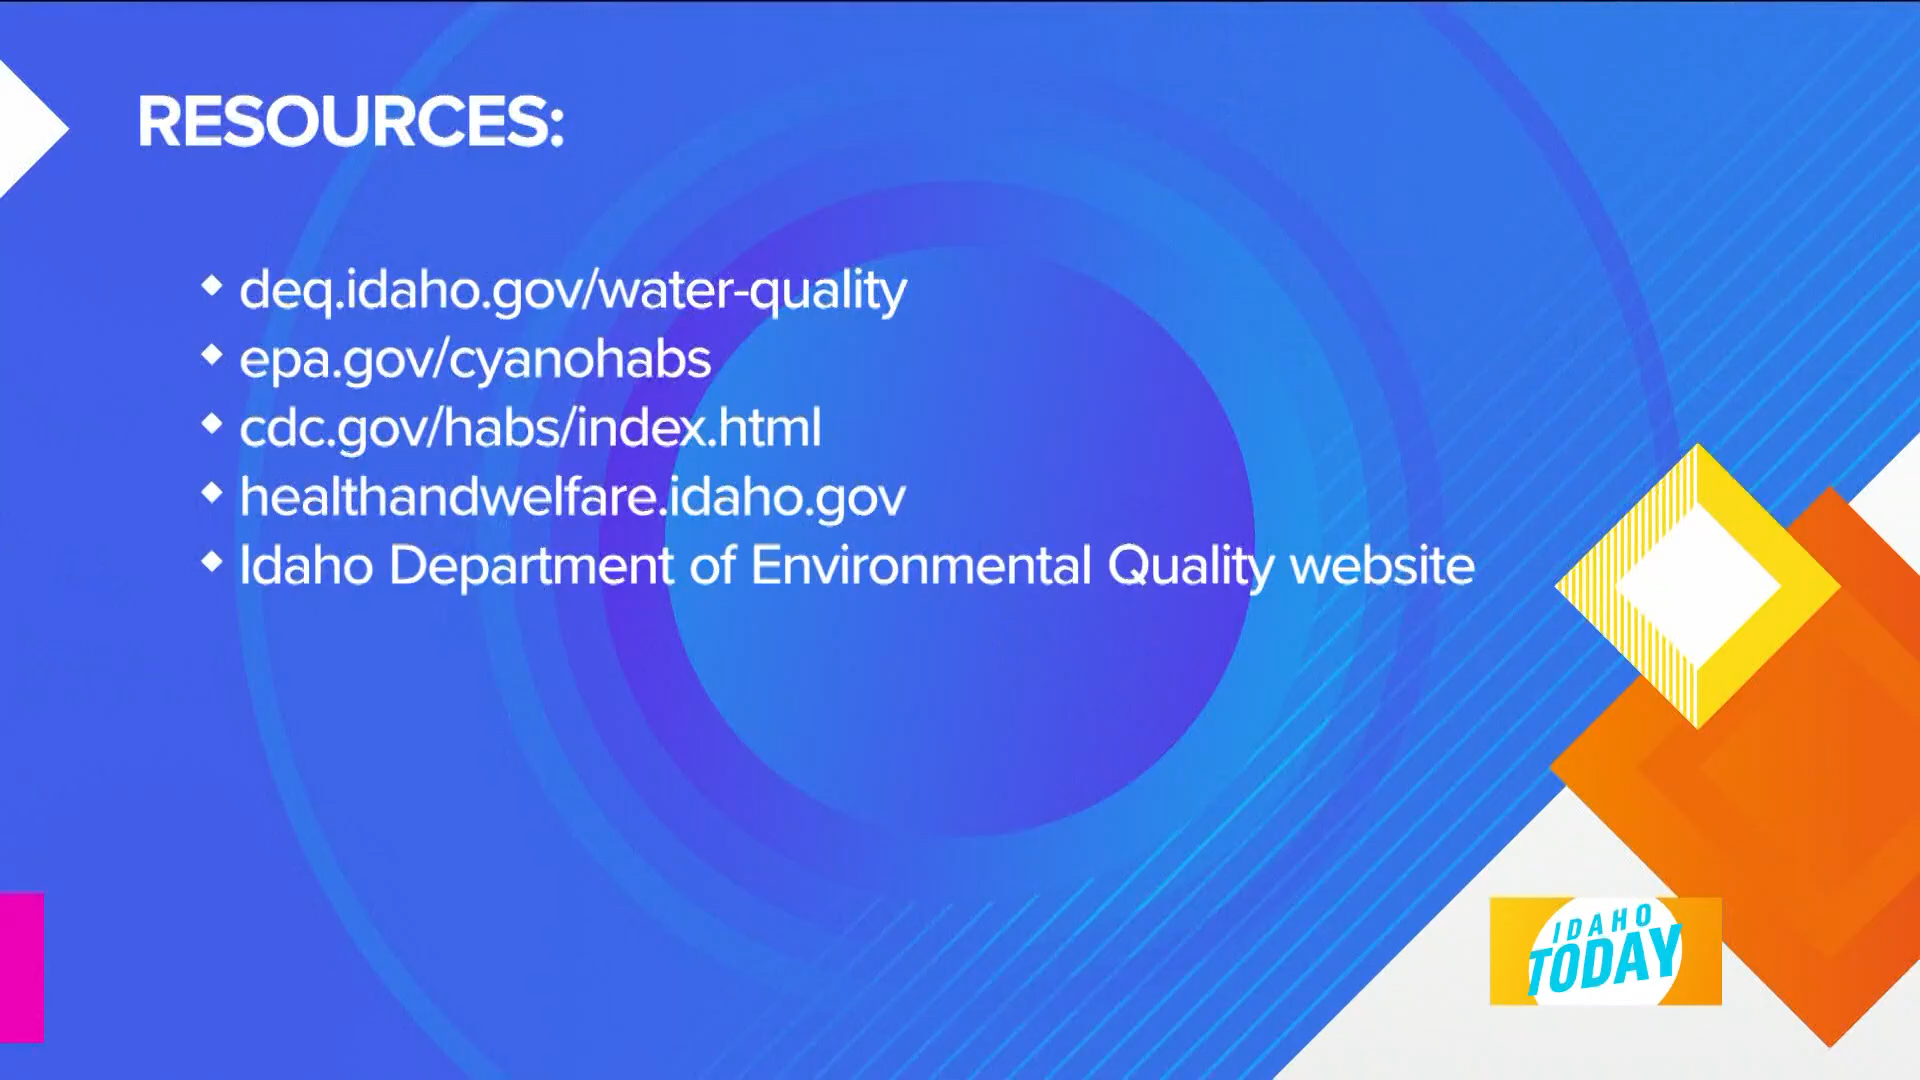 RESOURCES:
deq.idaho.gov/water-quality
epa.gov/cyanohabs
cdc.gov/habs/index.html
healthandwelfare.idaho.gov
Idaho Department of Environmental Quality website
IDAHO
TODAY